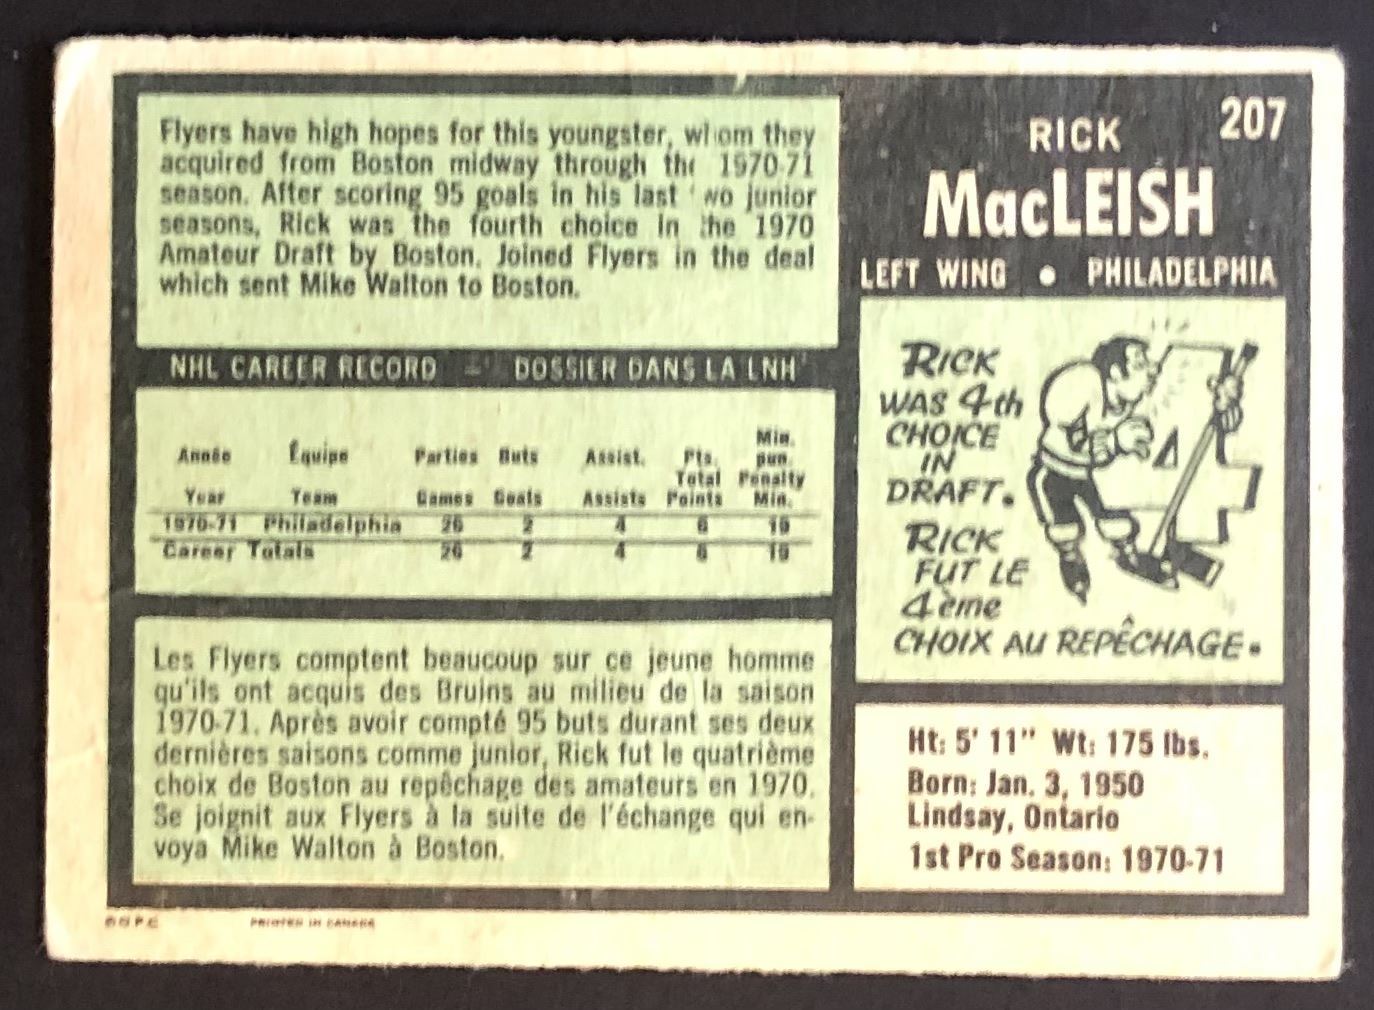 Flyers have high hopes for this youngster, whom they
acquired from Boston midway through the 1970-71
season. After scoring 95 goals in his last two junior
seasons, Rick was the fourth choice in the 1970
Amateur Draft by Boston. Joined Flyers in the deal
which sent Mike Walton to Boston.
NHL CAREER RECORD – DOSSIER DANS LA LNH
Année Équipe Parties Buts Assist. Pts. Min. pun.
Year Team Games Goals Assists Total Points Penalty Min.
1970-71 Philadelphia 26 2 4 6 19
Career Totals 26 2 4 6 19
Les Flyers comptent beaucoup sur ce jeune homme
qu'ils ont acquis des Bruins au milieu de la saison
1970-71. Après avoir compté 95 buts durant ses deux
dernières saisons comme junior, Rick fut le quatrième
choix de Boston au repêchage des amateurs en 1970.
Se joignit aux Flyers à la suite de l'échange qui en-
voya Mike Walton à Boston.
207
RICK
MacLEISH
LEFT WING • PHILADELPHIA
RICK
WAS 4th
CHOICE
IN
DRAFT.
RICK
FUT LE
4ème
CHOIX AU REPÊCHAGE.
4
Ht: 5' 11" Wt: 175 lbs.
Born: Jan. 3, 1950
Lindsay, Ontario
1st Pro Season: 1970-71
PRINTED IN CANADA